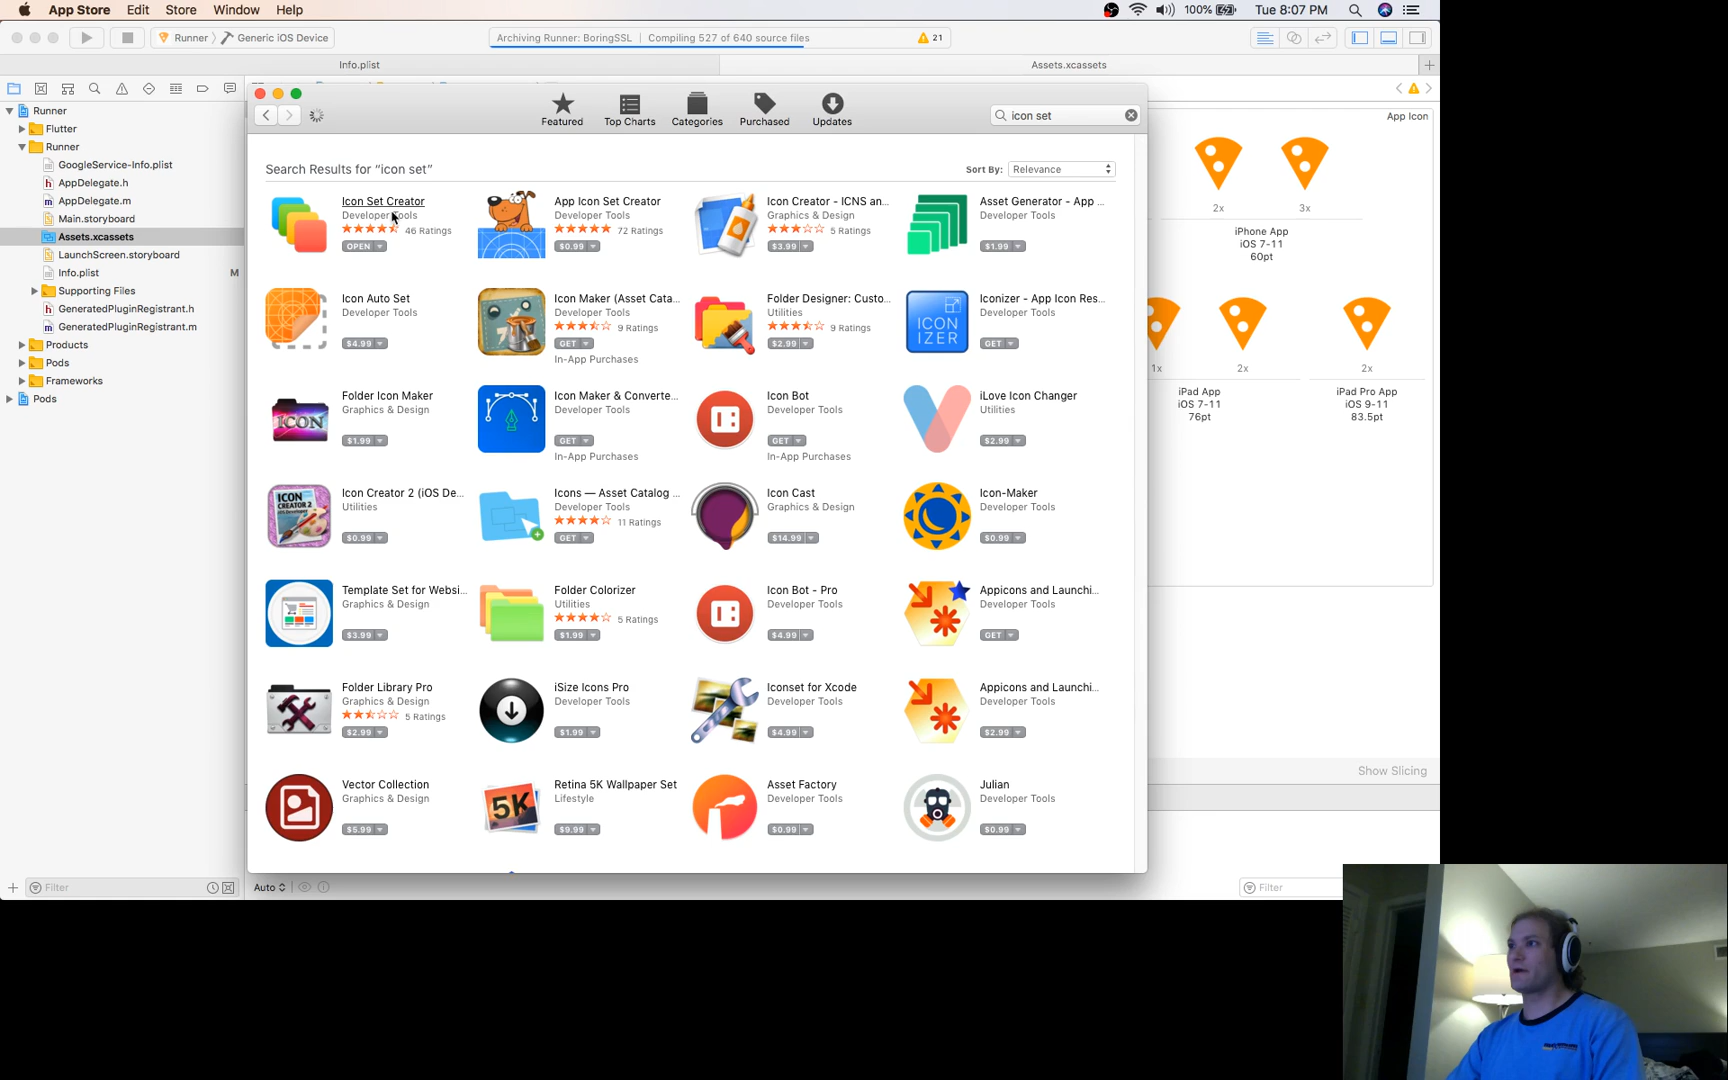 App Store Edit Store Window Help
100% Tue 8:07 PM
Runner Generic iOS Device
Archiving Runner: BoringSSL | Compiling 527 of 640 source files
21
Info.plist
Assets.xcassets
Runner
Flutter
Runner
GoogleService-Info.plist
AppDelegate.h
AppDelegate.m
Main.storyboard
Assets.xcassets
LaunchScreen.storyboard
Info.plist M
Supporting Files
GeneratedPluginRegistrant.h
GeneratedPluginRegistrant.m
Products
Pods
Frameworks
Pods
Filter
Featured Top Charts Categories Purchased Updates
icon set
Search Results for “icon set”
Sort By: Relevance
Icon Set Creator
Developer Tools
46 Ratings
OPEN
App Icon Set Creator
Developer Tools
72 Ratings
$0.99
Icon Creator - ICNS an...
Graphics & Design
5 Ratings
$3.99
Asset Generator - App ...
Developer Tools
$1.99
Icon Auto Set
Developer Tools
$4.99
Icon Maker (Asset Cata...
Developer Tools
9 Ratings
GET
In-App Purchases
Folder Designer: Custo...
Utilities
9 Ratings
$2.99
ICON
IZER
Iconizer - App Icon Res...
Developer Tools
GET
ICON
Folder Icon Maker
Graphics & Design
$1.99
Icon Maker & Converte...
Developer Tools
GET
In-App Purchases
Icon Bot
Developer Tools
GET
In-App Purchases
iLove Icon Changer
Utilities
$2.99
ICON
CREATOR 2
Icon Creator 2 (iOS De...
Utilities
$0.99
Icons — Asset Catalog ...
Developer Tools
11 Ratings
GET
Icon Cast
Graphics & Design
$14.99
Icon-Maker
Developer Tools
$0.99
Template Set for Websi...
Graphics & Design
$3.99
Folder Colorizer
Utilities
5 Ratings
$1.99
Icon Bot - Pro
Developer Tools
$4.99
Appicons and Launchi...
Developer Tools
GET
Folder Library Pro
Graphics & Design
5 Ratings
$2.99
iSize Icons Pro
Developer Tools
$1.99
Iconset for Xcode
Developer Tools
$4.99
Appicons and Launchi...
Developer Tools
$2.99
Vector Collection
Graphics & Design
$5.99
5K
Retina 5K Wallpaper Set
Lifestyle
$9.99
Asset Factory
Developer Tools
$0.99
Julian
Developer Tools
$0.99
App Icon
2x 3x
iPhone App
iOS 7-11
60pt
1x 2x
iPad App
iOS 7-11
76pt
2x
iPad Pro App
iOS 9-11
83.5pt
Show Slicing
Auto
Filter